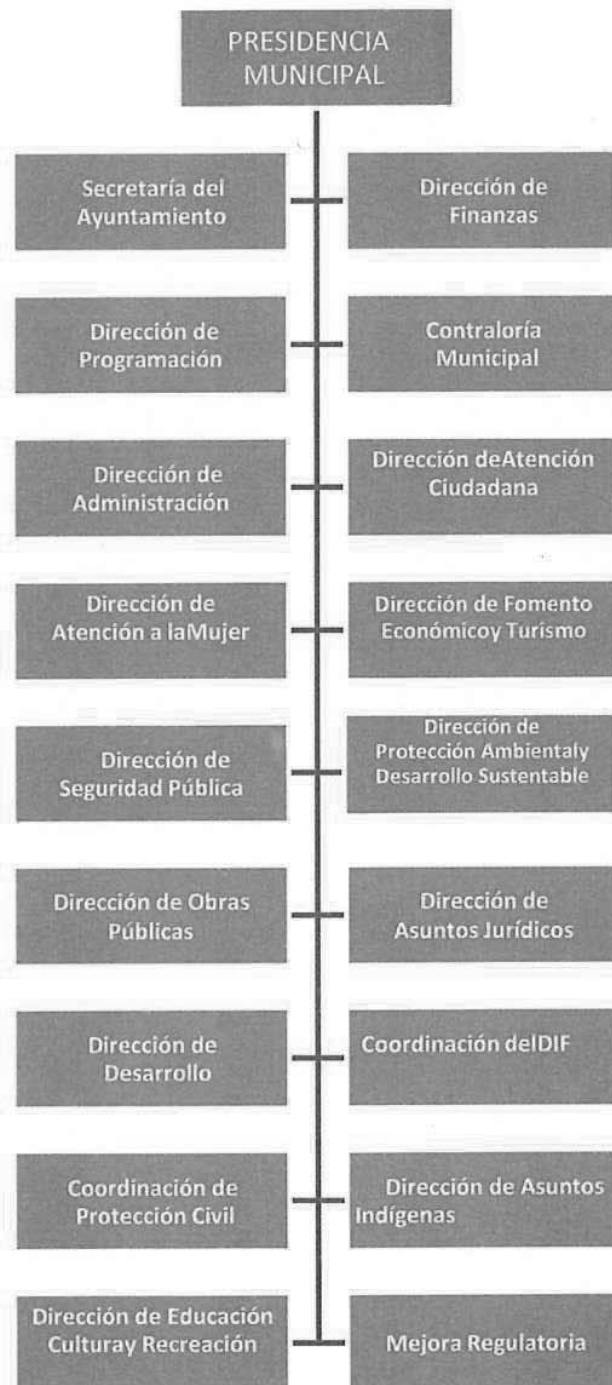 PRESIDENCIA
MUNICIPAL
Secretaría del
Ayuntamiento
Dirección de
Finanzas
Dirección de
Programación
Contraloría
Municipal
Dirección de
Administración
Dirección deAtención
Ciudadana
Dirección de
Atención a laMujer
Dirección de Fomento
Económicoy Turismo
Dirección de
Seguridad Pública
Dirección de
Protección Ambientaly
Desarrollo Sustentable
Dirección de Obras
Públicas
Dirección de
Asuntos Jurídicos
Dirección de
Desarrollo
Coordinación delDIF
Coordinación de
Protección Civil
Dirección de Asuntos
Indígenas
Dirección de Educación
Culturay Recreación
Mejora Regulatoria